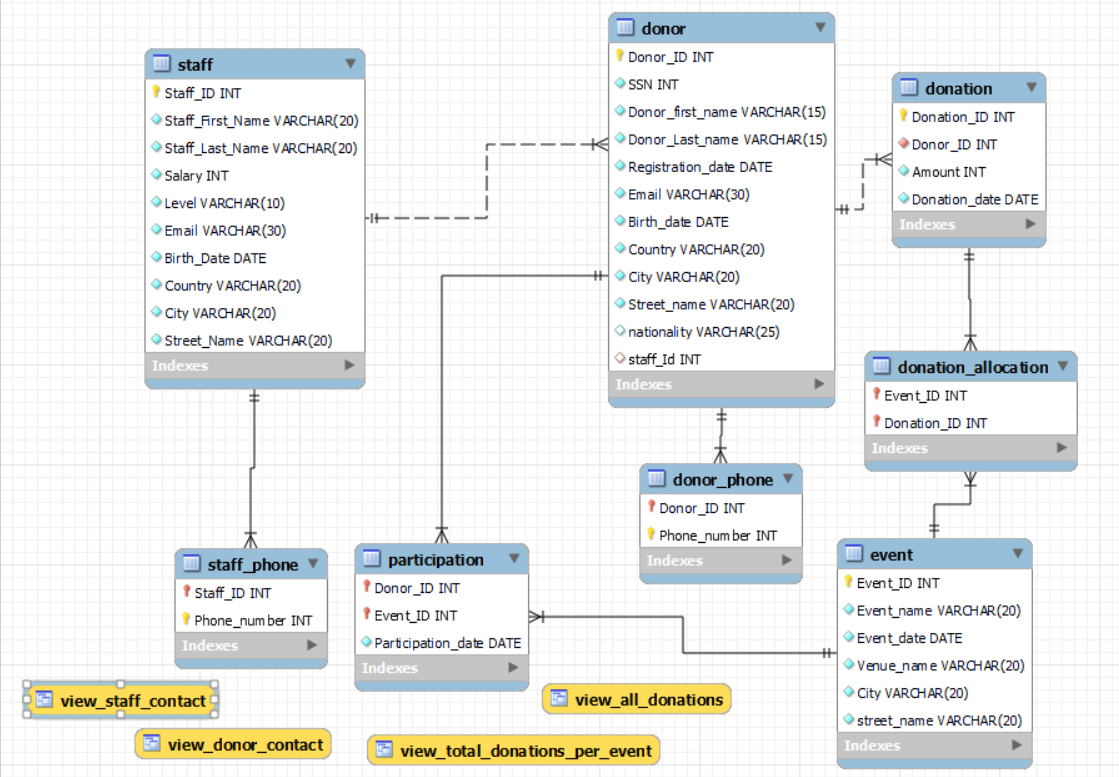 staff
Staff_ID INT
Staff_First_Name VARCHAR(20)
Staff_Last_Name VARCHAR(20)
Salary INT
Level VARCHAR(10)
Email VARCHAR(30)
Birth_Date DATE
Country VARCHAR(20)
City VARCHAR(20)
Street_Name VARCHAR(20)
Indexes
donor
Donor_ID INT
SSN INT
Donor_first_name VARCHAR(15)
Donor_Last_name VARCHAR(15)
Registration_date DATE
Email VARCHAR(30)
Birth_date DATE
Country VARCHAR(20)
City VARCHAR(20)
Street_name VARCHAR(20)
nationality VARCHAR(25)
staff_Id INT
Indexes
donation
Donation_ID INT
Donor_ID INT
Amount INT
Donation_date DATE
Indexes
donation_allocation
Event_ID INT
Donation_ID INT
Indexes
donor_phone
Donor_ID INT
Phone_number INT
Indexes
staff_phone
Staff_ID INT
Phone_number INT
Indexes
participation
Donor_ID INT
Event_ID INT
Participation_date DATE
Indexes
event
Event_ID INT
Event_name VARCHAR(20)
Event_date DATE
Venue_name VARCHAR(20)
City VARCHAR(20)
street_name VARCHAR(20)
Indexes
view_staff_contact
view_all_donations
view_donor_contact
view_total_donations_per_event